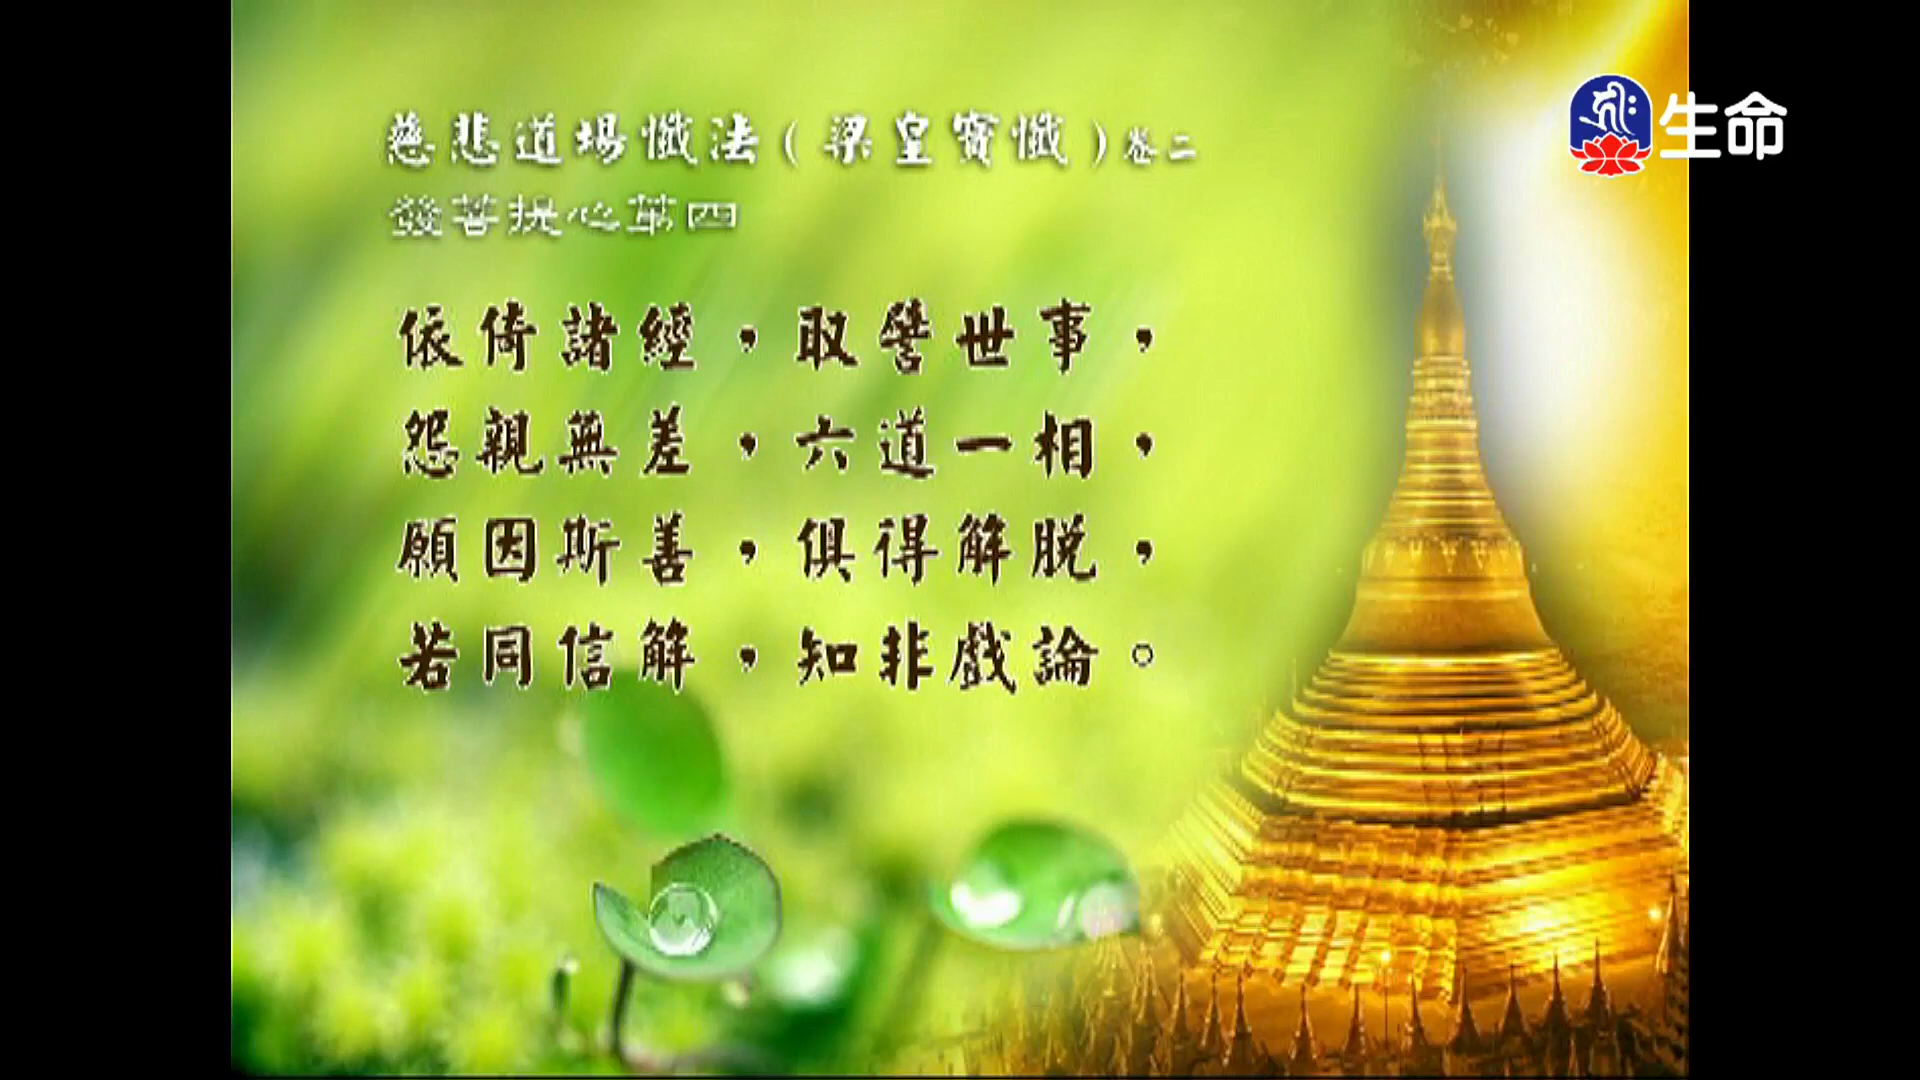 慈悲道場懺法(梁皇寶懺)卷二
發菩提心第四
依倚諸經，取譬世事，
怨親無差，六道一相，
願因斯善，俱得解脫，
若同信解，知非戲論。
生命